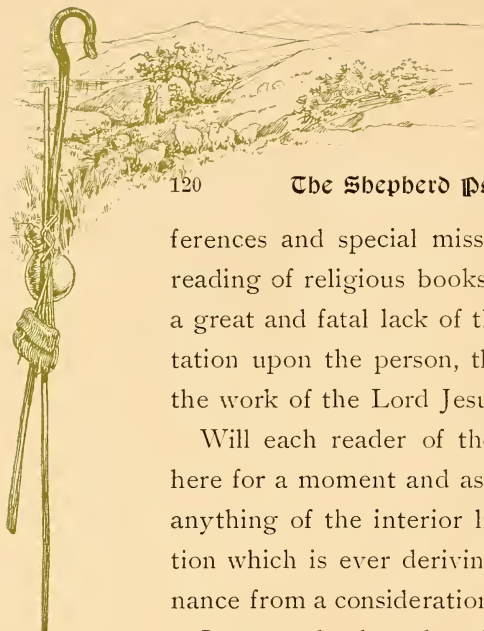 120 The Shepherd Ps
ferences and special miss
reading of religious books
a great and fatal lack of t
tation upon the person, th
the work of the Lord Jesu
Will each reader of th
here for a moment and as
anything of the interior l
tion which is ever derivin
nance from a consideration